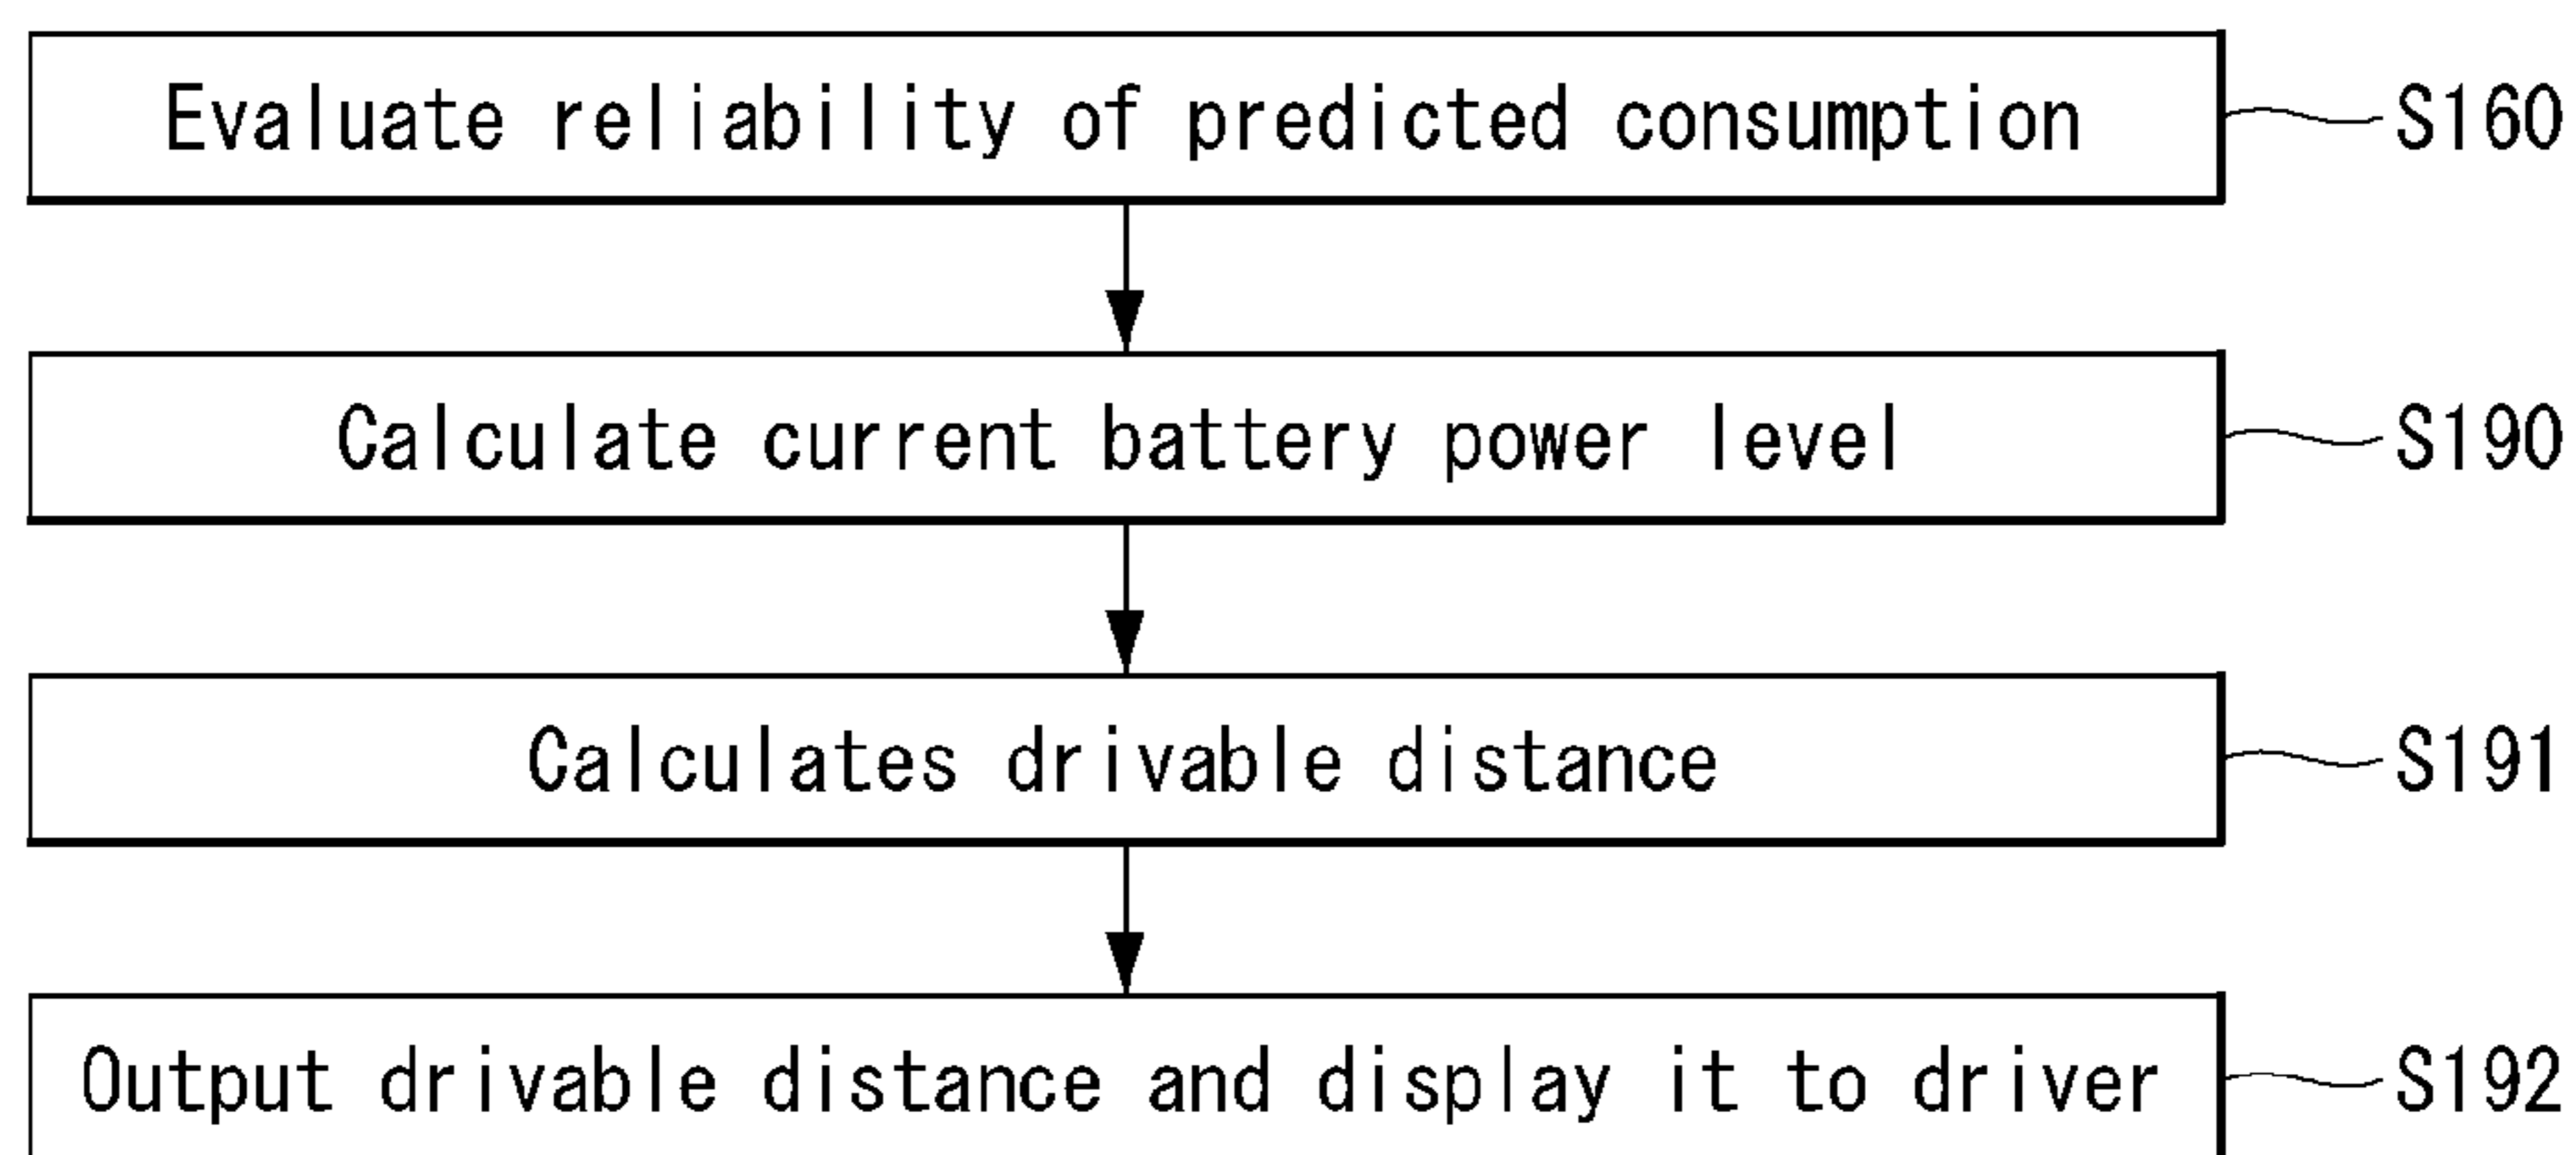 Evaluate reliability of predicted consumption S160
Calculate current battery power level S190
Calculates drivable distance S191
Output drivable distance and display it to driver S192